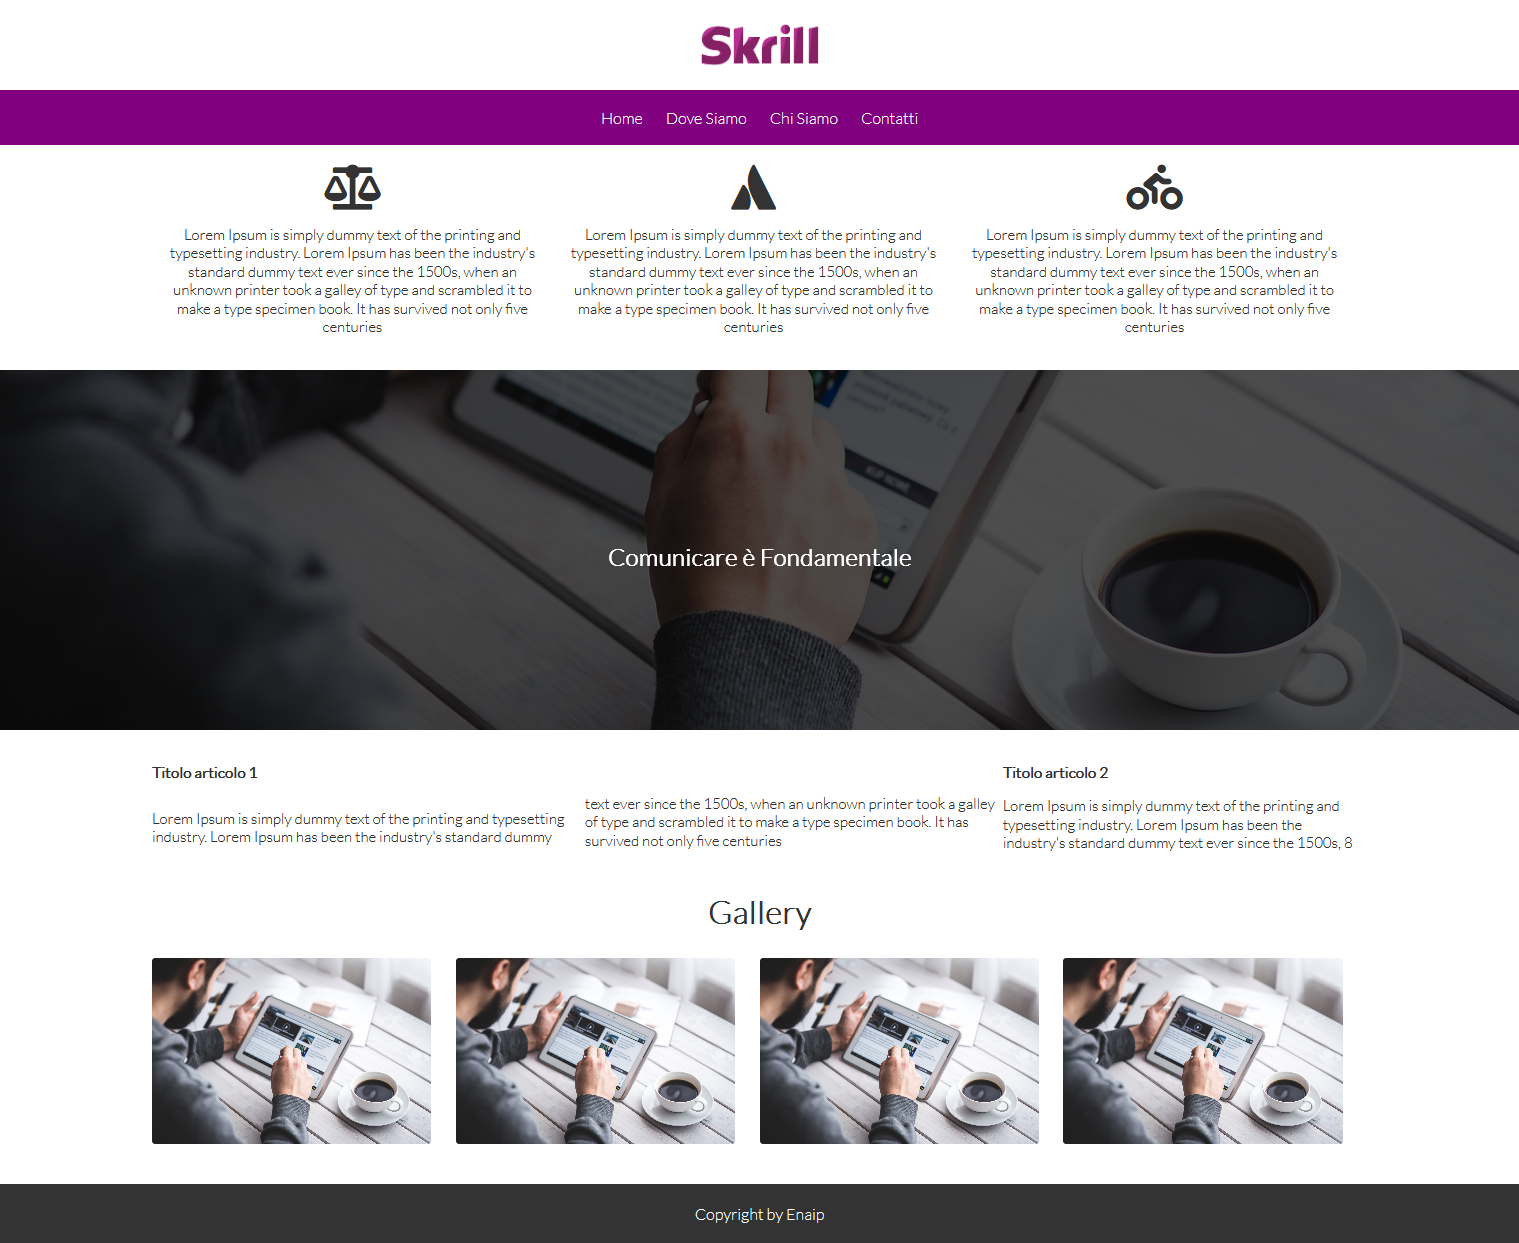 Skrill
Home Dove Siamo Chi Siamo Contatti
Lorem Ipsum is simply dummy text of the printing and
typesetting industry. Lorem Ipsum has been the industry's
standard dummy text ever since the 1500s, when an
unknown printer took a galley of type and scrambled it to
make a type specimen book. It has survived not only five
centuries
Lorem Ipsum is simply dummy text of the printing and
typesetting industry. Lorem Ipsum has been the industry's
standard dummy text ever since the 1500s, when an
unknown printer took a galley of type and scrambled it to
make a type specimen book. It has survived not only five
centuries
Lorem Ipsum is simply dummy text of the printing and
typesetting industry. Lorem Ipsum has been the industry's
standard dummy text ever since the 1500s, when an
unknown printer took a galley of type and scrambled it to
make a type specimen book. It has survived not only five
centuries
Comunicare è Fondamentale
Titolo articolo 1
Lorem Ipsum is simply dummy text of the printing and typesetting
industry. Lorem Ipsum has been the industry's standard dummy
text ever since the 1500s, when an unknown printer took a galley
of type and scrambled it to make a type specimen book. It has
survived not only five centuries
Titolo articolo 2
Lorem Ipsum is simply dummy text of the printing and
typesetting industry. Lorem Ipsum has been the
industry's standard dummy text ever since the 1500s, 8
Gallery
Copyright by Enaip